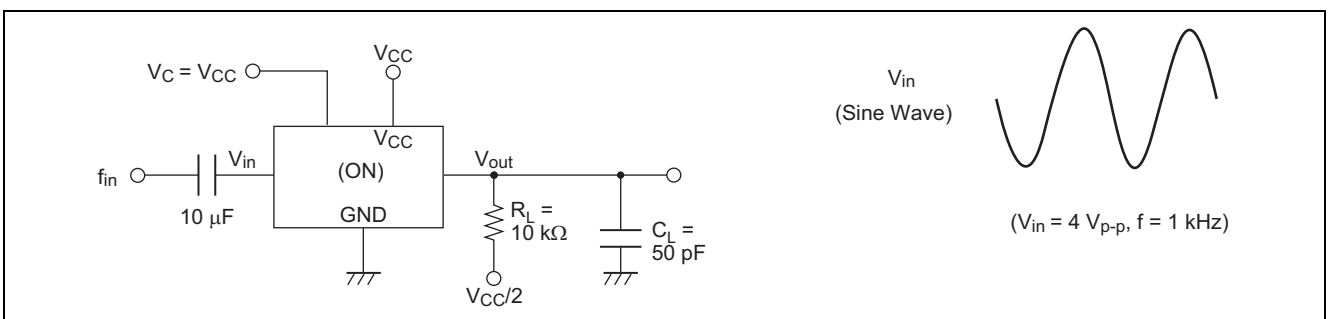 V_C = V_CC
V_CC
V_CC
f_in
V_in
10 μF
(ON)
GND
V_out
R_L =
10 kΩ
V_CC/2
C_L =
50 pF
V_in
(Sine Wave)
(V_in = 4 V_p-p, f = 1 kHz)